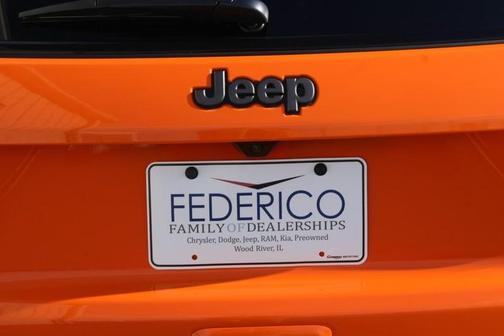 Jeep
FEDERICO
FAMILY OF DEALERSHIPS
Chrysler, Dodge, Jeep, RAM, Kia, Preowned
Wood River, IL